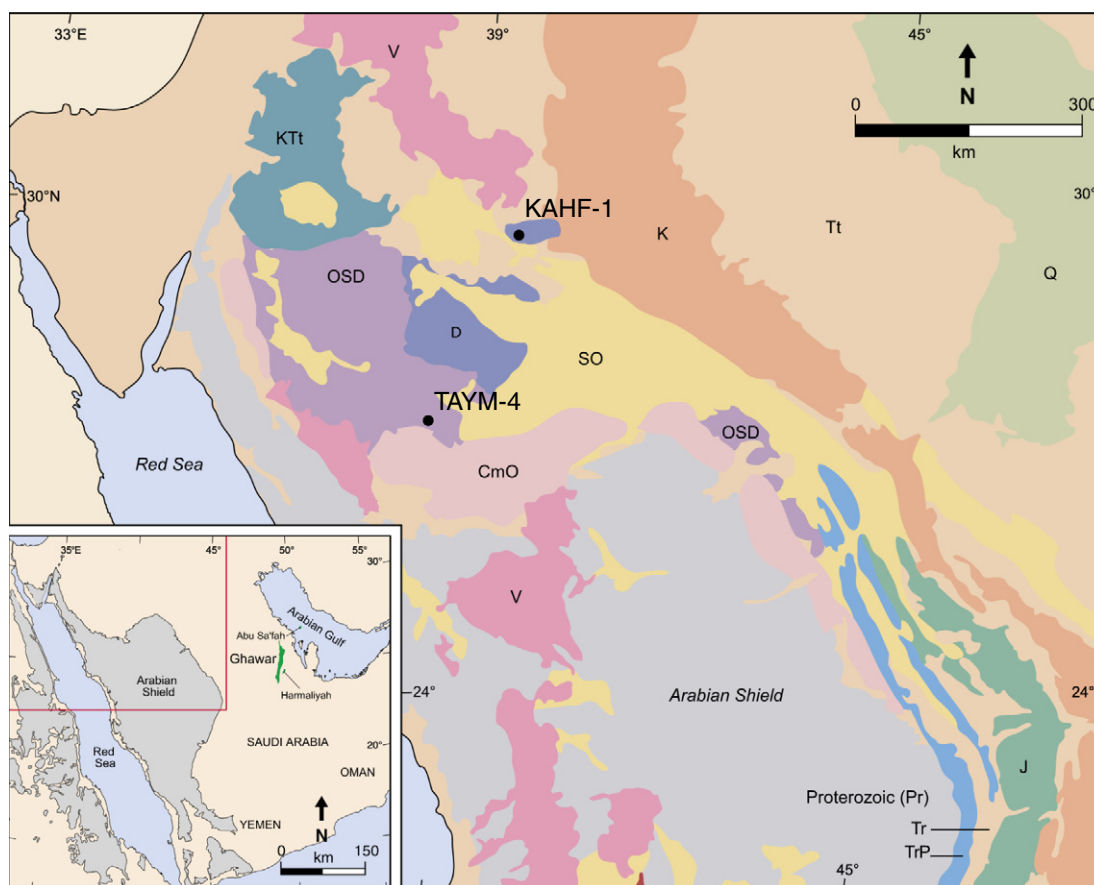 33°E
39°
45°
V
N
0
300
km
KTt
30°N
KAHF-1
30°
K
Tt
Q
OSD
D
SO
TAYM-4
OSD
CmO
Red Sea
V
24°
Arabian Shield
24°
J
Proterozoic (Pr)
Tr
TrP
45°
35°E
45°
50°
55°
30°
Arabian Gulf
Abu Sa'fah
Ghawar
Hamaliyah
Arabian
Shield
SAUDI ARABIA
Red
Sea
20°
OMAN
YEMEN
N
km
0
150